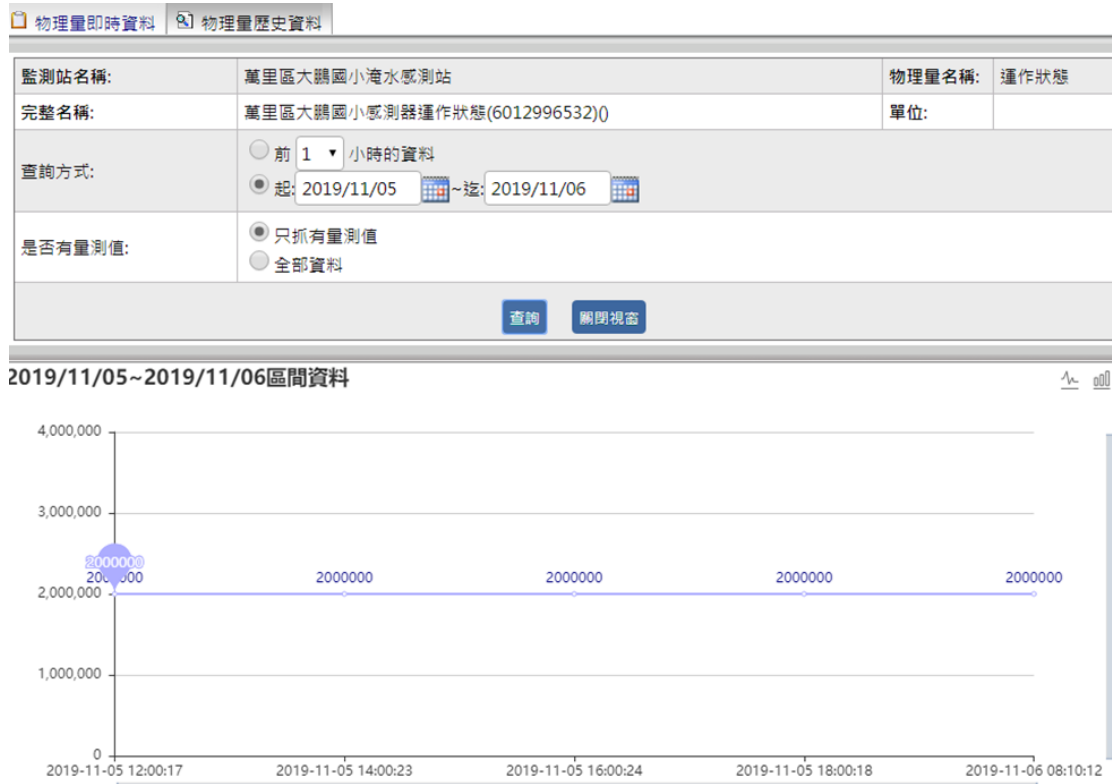 物理量即時資料 物理量歷史資料
監測站名稱: 萬里區大鵬國小淹水感測站 物理量名稱: 運作狀態
完整名稱: 萬里區大鵬國小感測器運作狀態(6012996532)() 單位:
查詢方式: 前 1 小時的資料
起: 2019/11/05 ~迄: 2019/11/06
是否有量測值: 只抓有量測值
全部資料
查詢 關閉視窗
2019/11/05~2019/11/06區間資料
4,000,000
3,000,000
2000000
2000000 2000000 2000000 2000000 2000000
2,000,000
1,000,000
0
2019-11-05 12:00:17 2019-11-05 14:00:23 2019-11-05 16:00:24 2019-11-05 18:00:18 2019-11-06 08:10:12